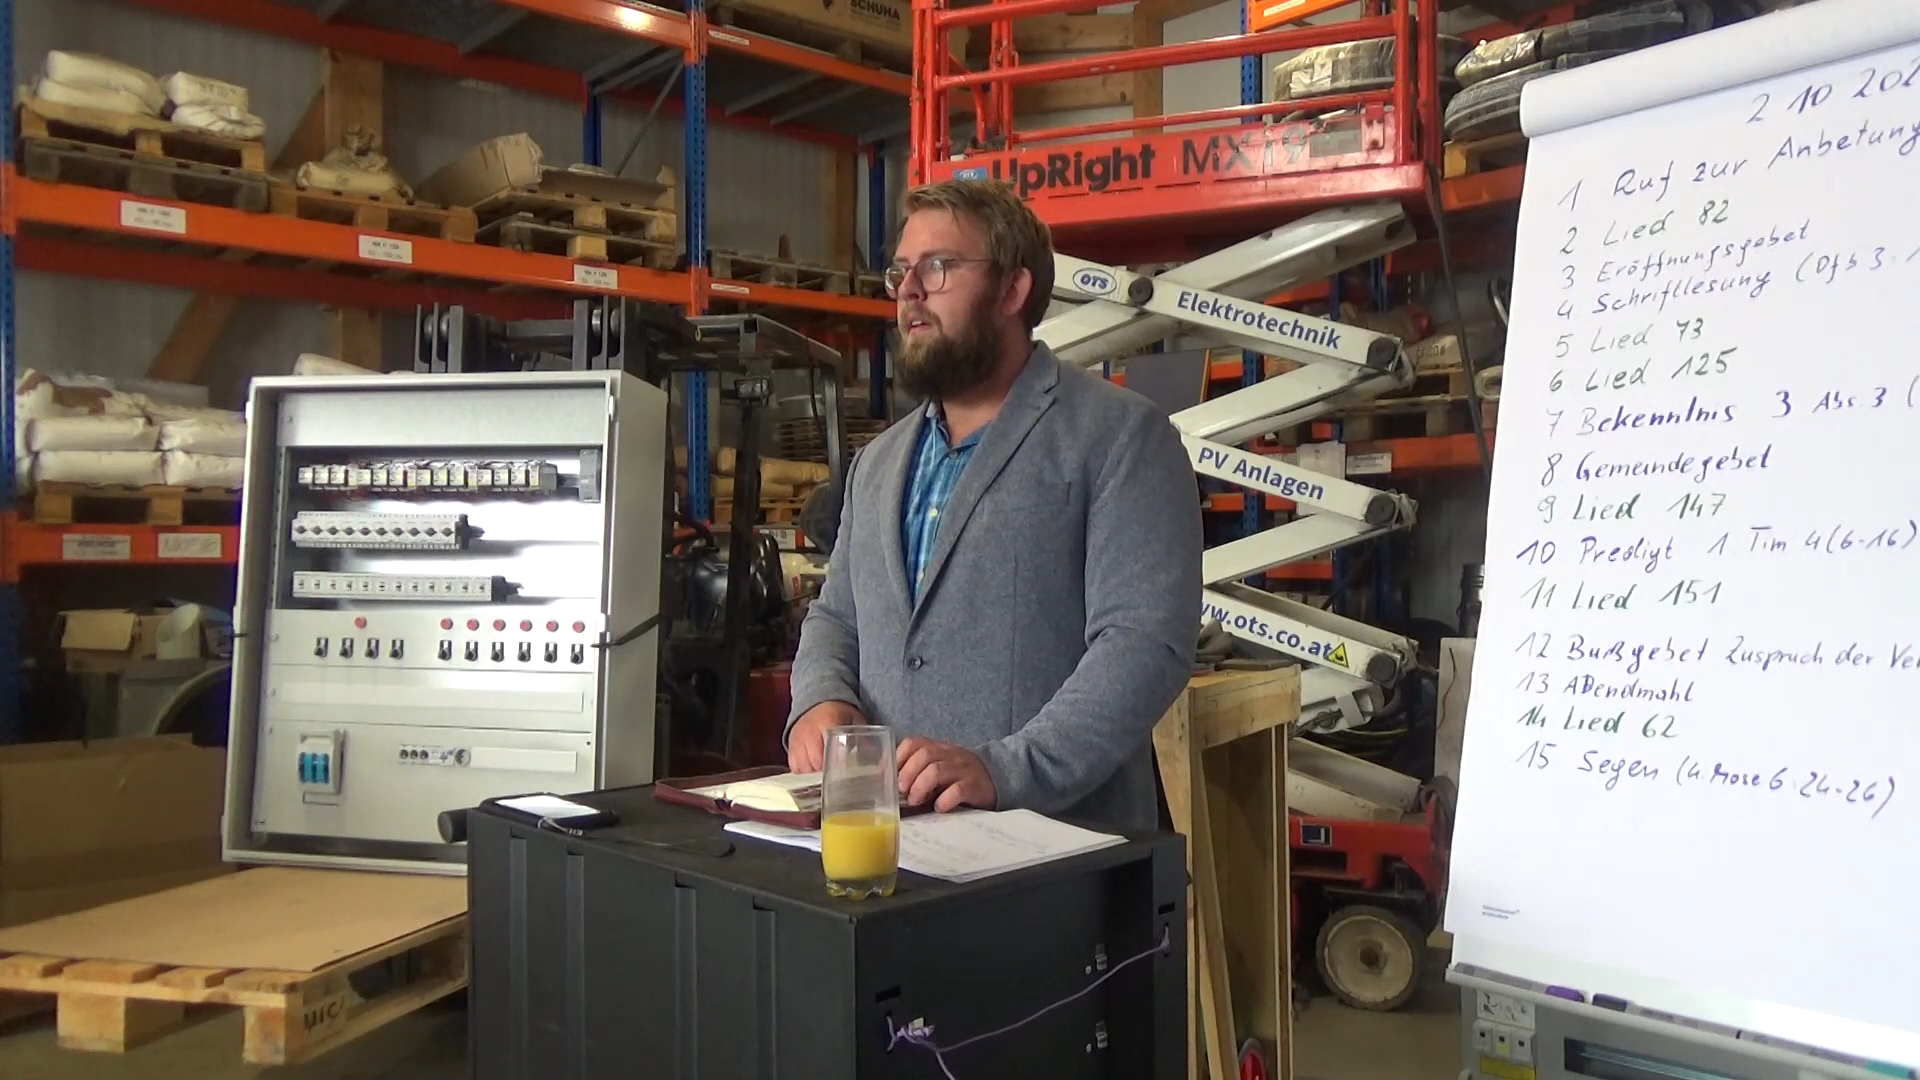 SCHUHA
UpRight MX19
OTS
Elektrotechnik
PV Anlagen
www.ots.co.at
2 10 202
1 Ruf zur Anbetung
2 Lied 82
3 Eröffnungsgebet
4 Schriftlesung (Ofb 3
5 Lied 73
6 Lied 125
7 Bekenntnis 3 Abs. 3 (
8 Gemeindegebet
9 Lied 147
10 Predigt 1 Tim 4 (6-16)
11 Lied 151
12 Bußgebet Zuspruch der Ver
13 Abendmahl
14 Lied 62
15 Segen (4. Mose 6.24-26)